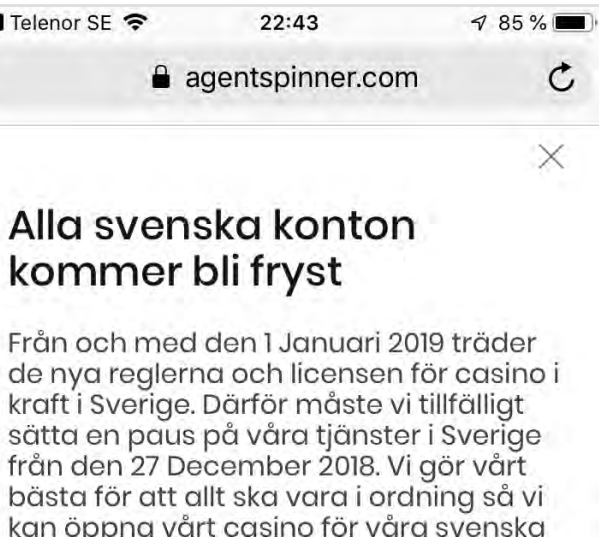 Telenor SE 22:43 85 %
agentspinner.com
Alla svenska konton
kommer bli fryst
Från och med den 1 Januari 2019 träder
de nya reglerna och licensen för casino i
kraft i Sverige. Därför måste vi tillfälligt
sätta en paus på våra tjänster i Sverige
från den 27 December 2018. Vi gör vårt
bästa för att allt ska vara i ordning så vi
kan öppna vårt casino för våra svenska